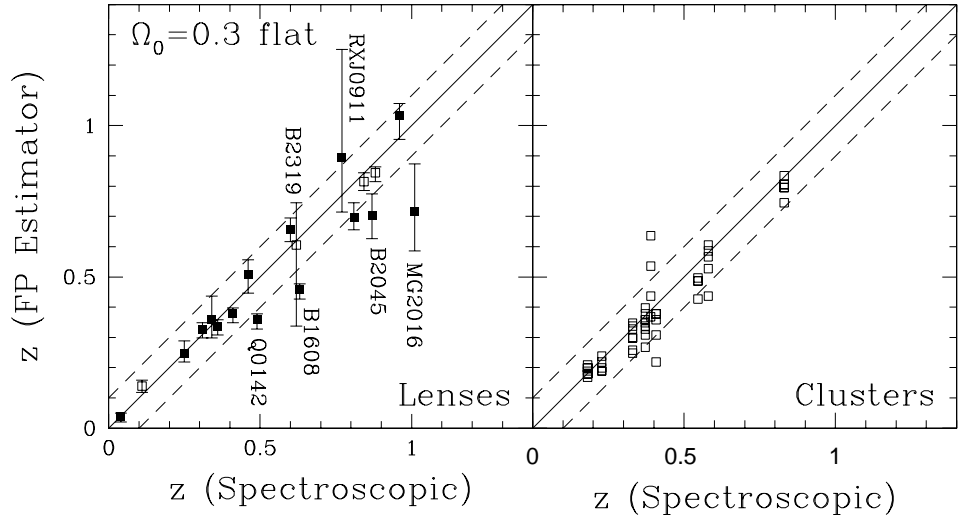 Ω₀=0.3 flat
RXJ0911
B2319
B2045
MG2016
B1608
Q0142
Lenses
Clusters
z (FP Estimator)
1
0.5
0
0
0.5
1
0
0.5
1
z (Spectroscopic)
z (Spectroscopic)